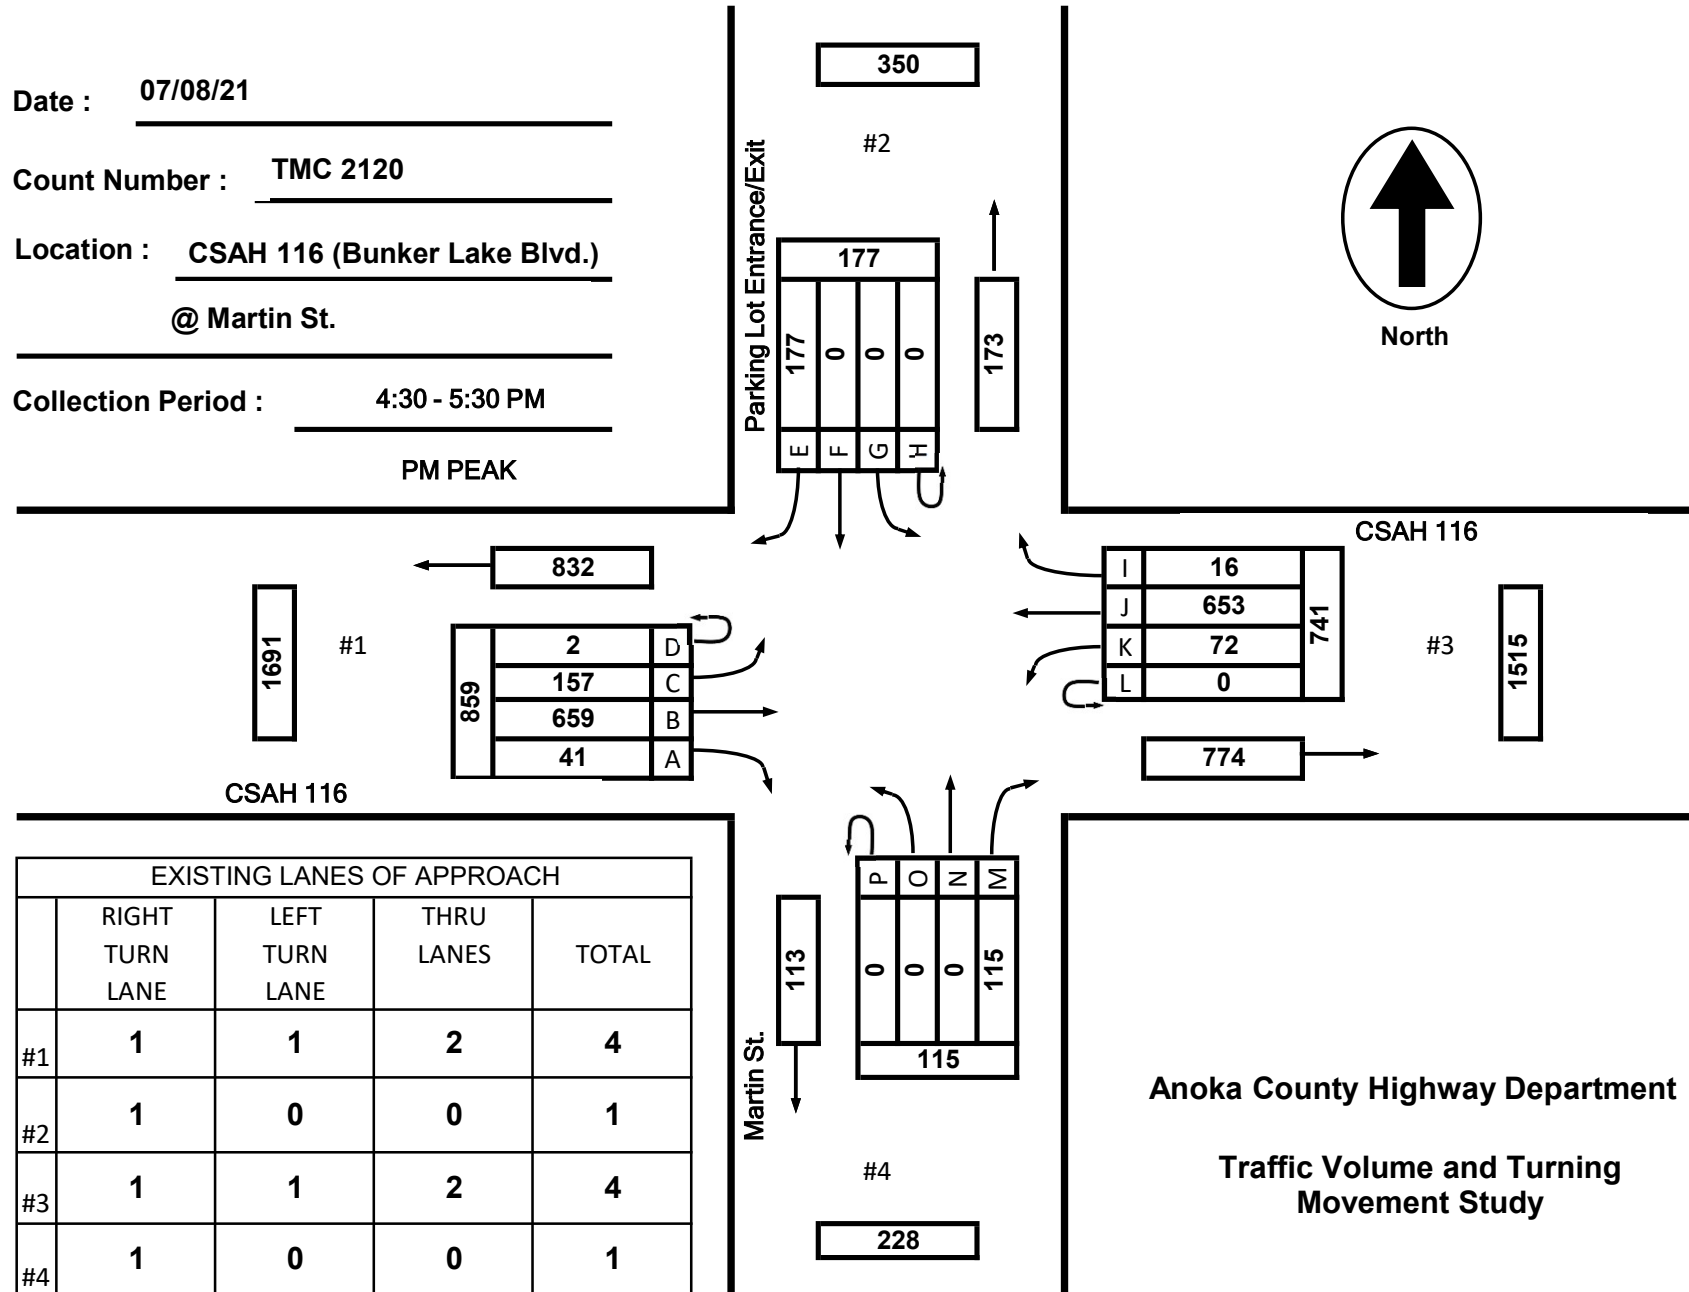 Date : 07/08/21
Count Number : TMC 2120
Location : CSAH 116 (Bunker Lake Blvd.)
@ Martin St.
Collection Period : 4:30 - 5:30 PM
PM PEAK
350
#2
Parking Lot Entrance/Exit
177
177 0 0 0
E F G H
173
North
CSAH 116
832
1691
#1
859
2 D
157 C
659 B
41 A
CSAH 116
I 16
J 653
K 72
L 0
741
#3
1515
774
P O N M
0 0 0 115
115
113
Martin St.
#4
228
EXISTING LANES OF APPROACH
RIGHT TURN LANE
LEFT TURN LANE
THRU LANES
TOTAL
#1 1 1 2 4
#2 1 0 0 1
#3 1 1 2 4
#4 1 0 0 1
Anoka County Highway Department
Traffic Volume and Turning
Movement Study